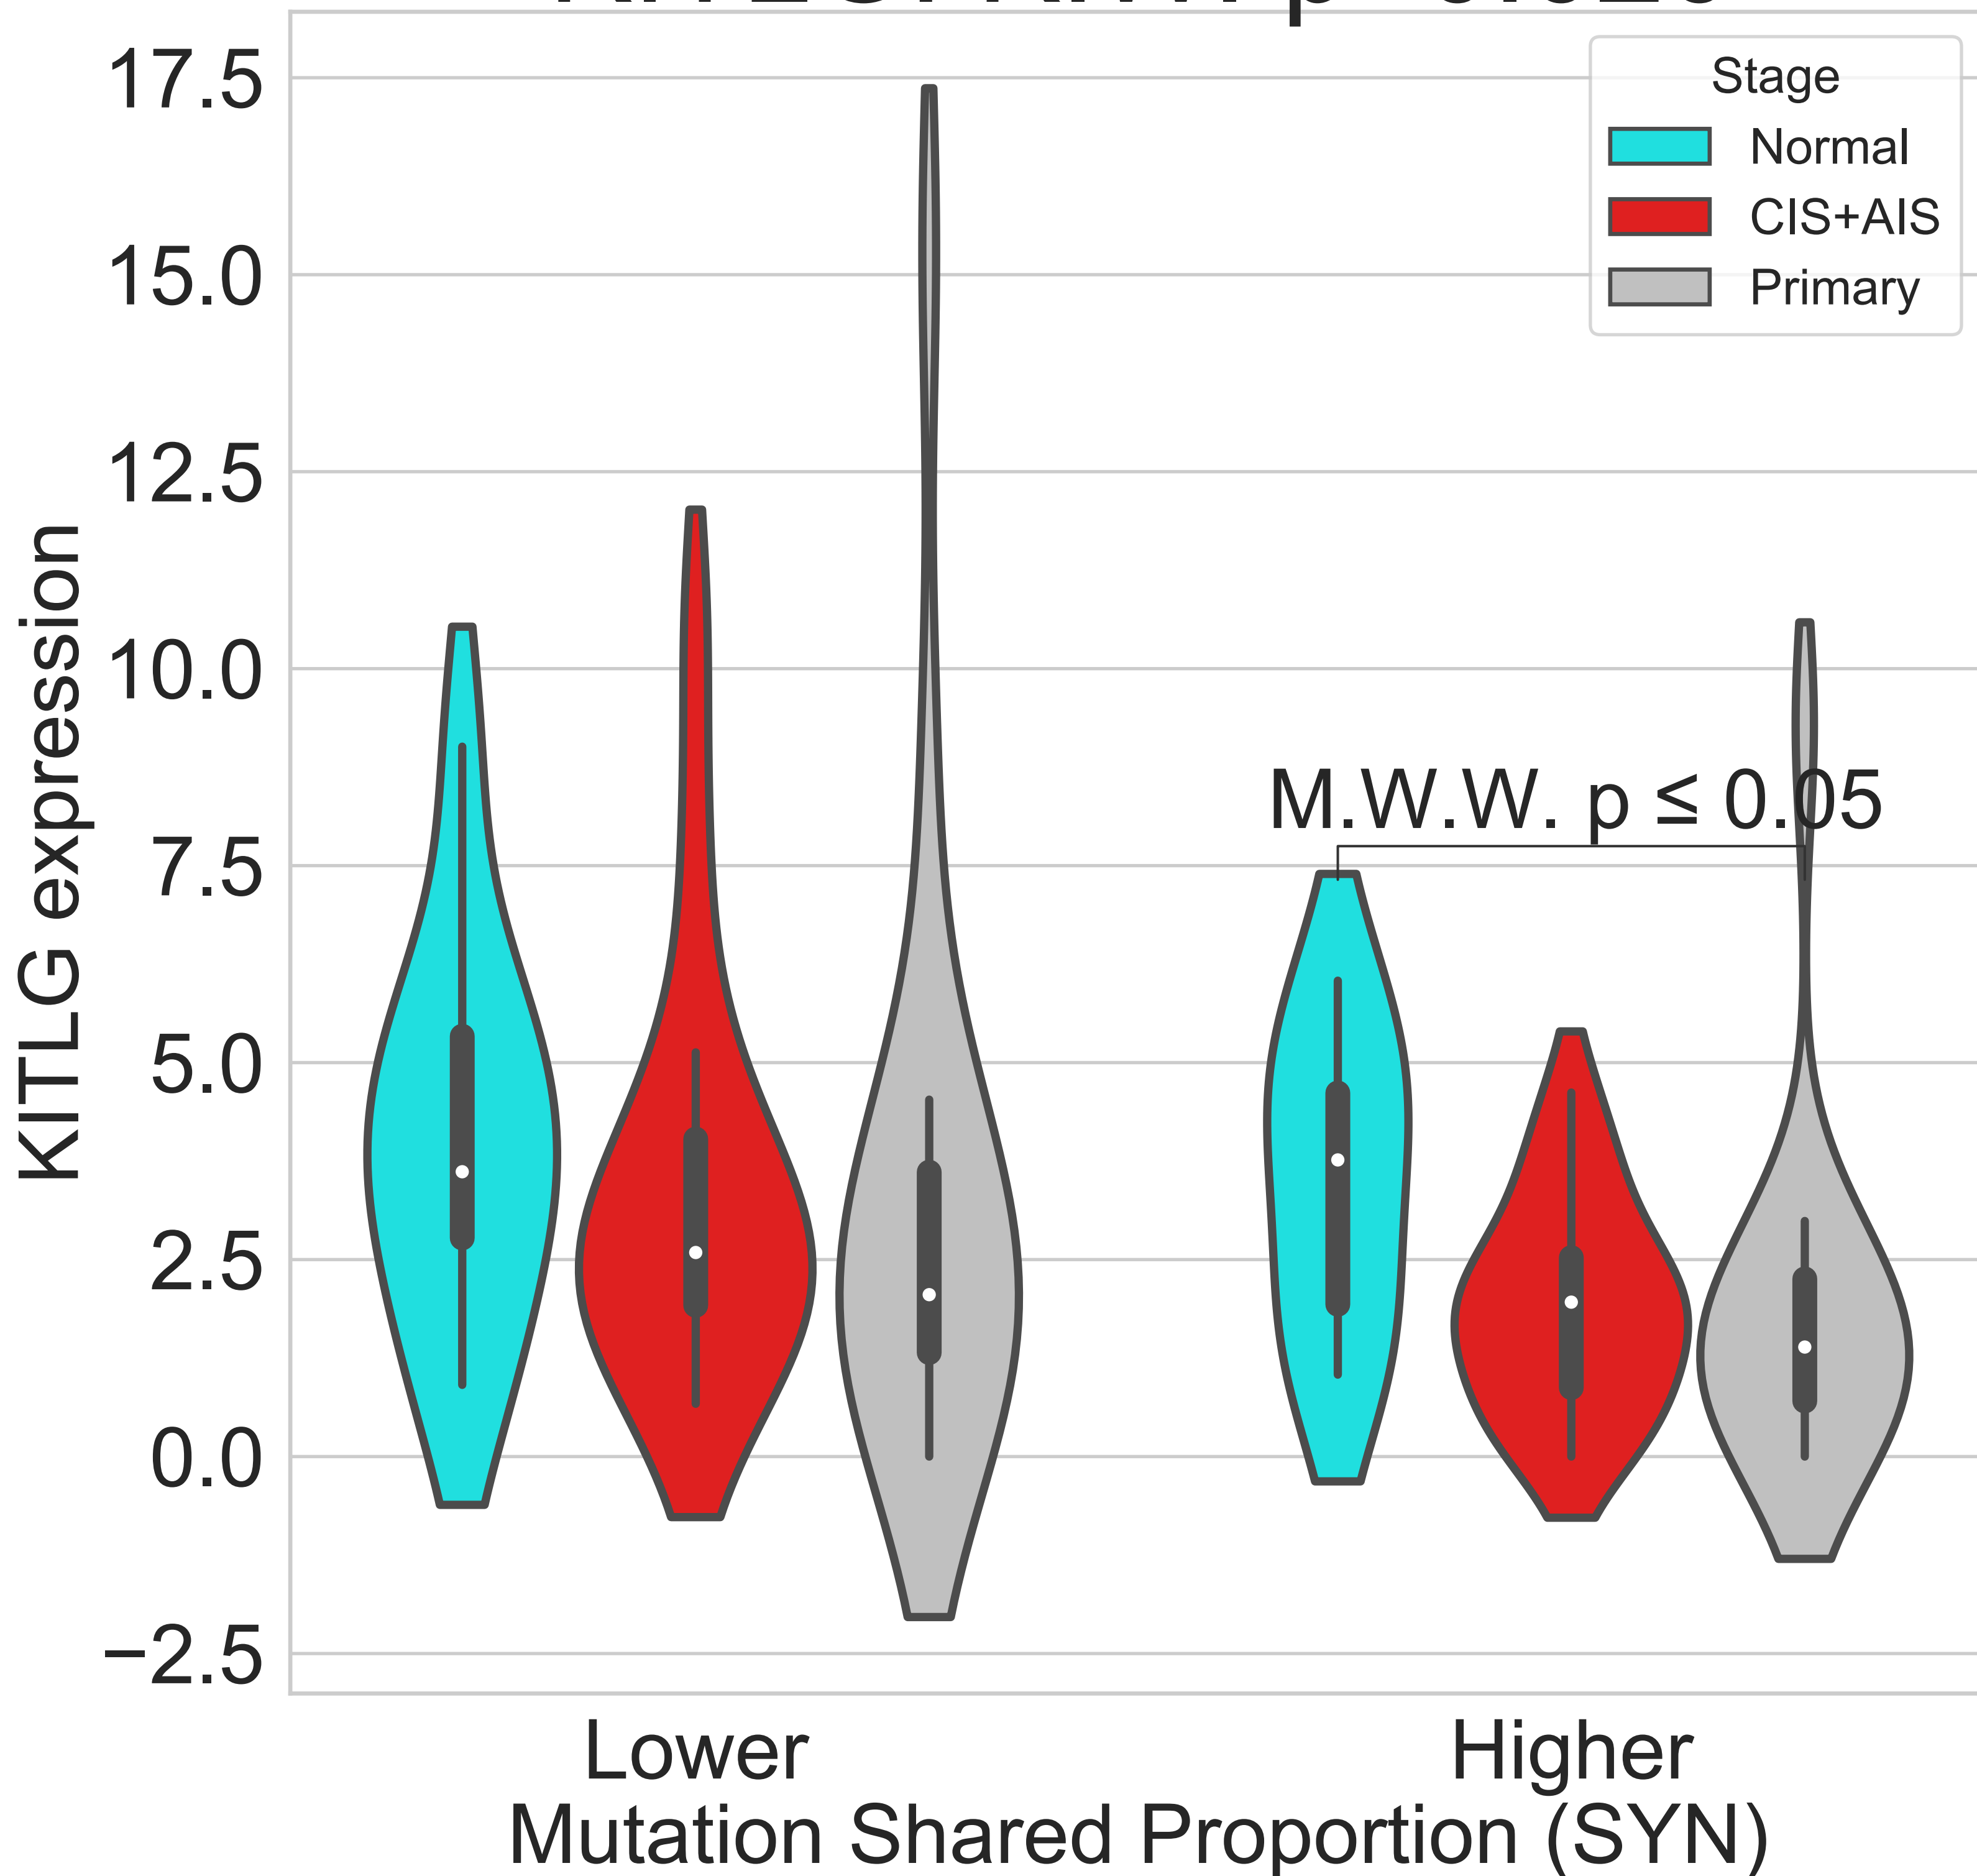 17.5
15.0
12.5
10.0
7.5
5.0
2.5
0.0
−2.5
KITLG expression
Stage
Normal
CIS+AIS
Primary
M.W.W. p ≤ 0.05
Lower
Higher
Mutation Shared Proportion (SYN)